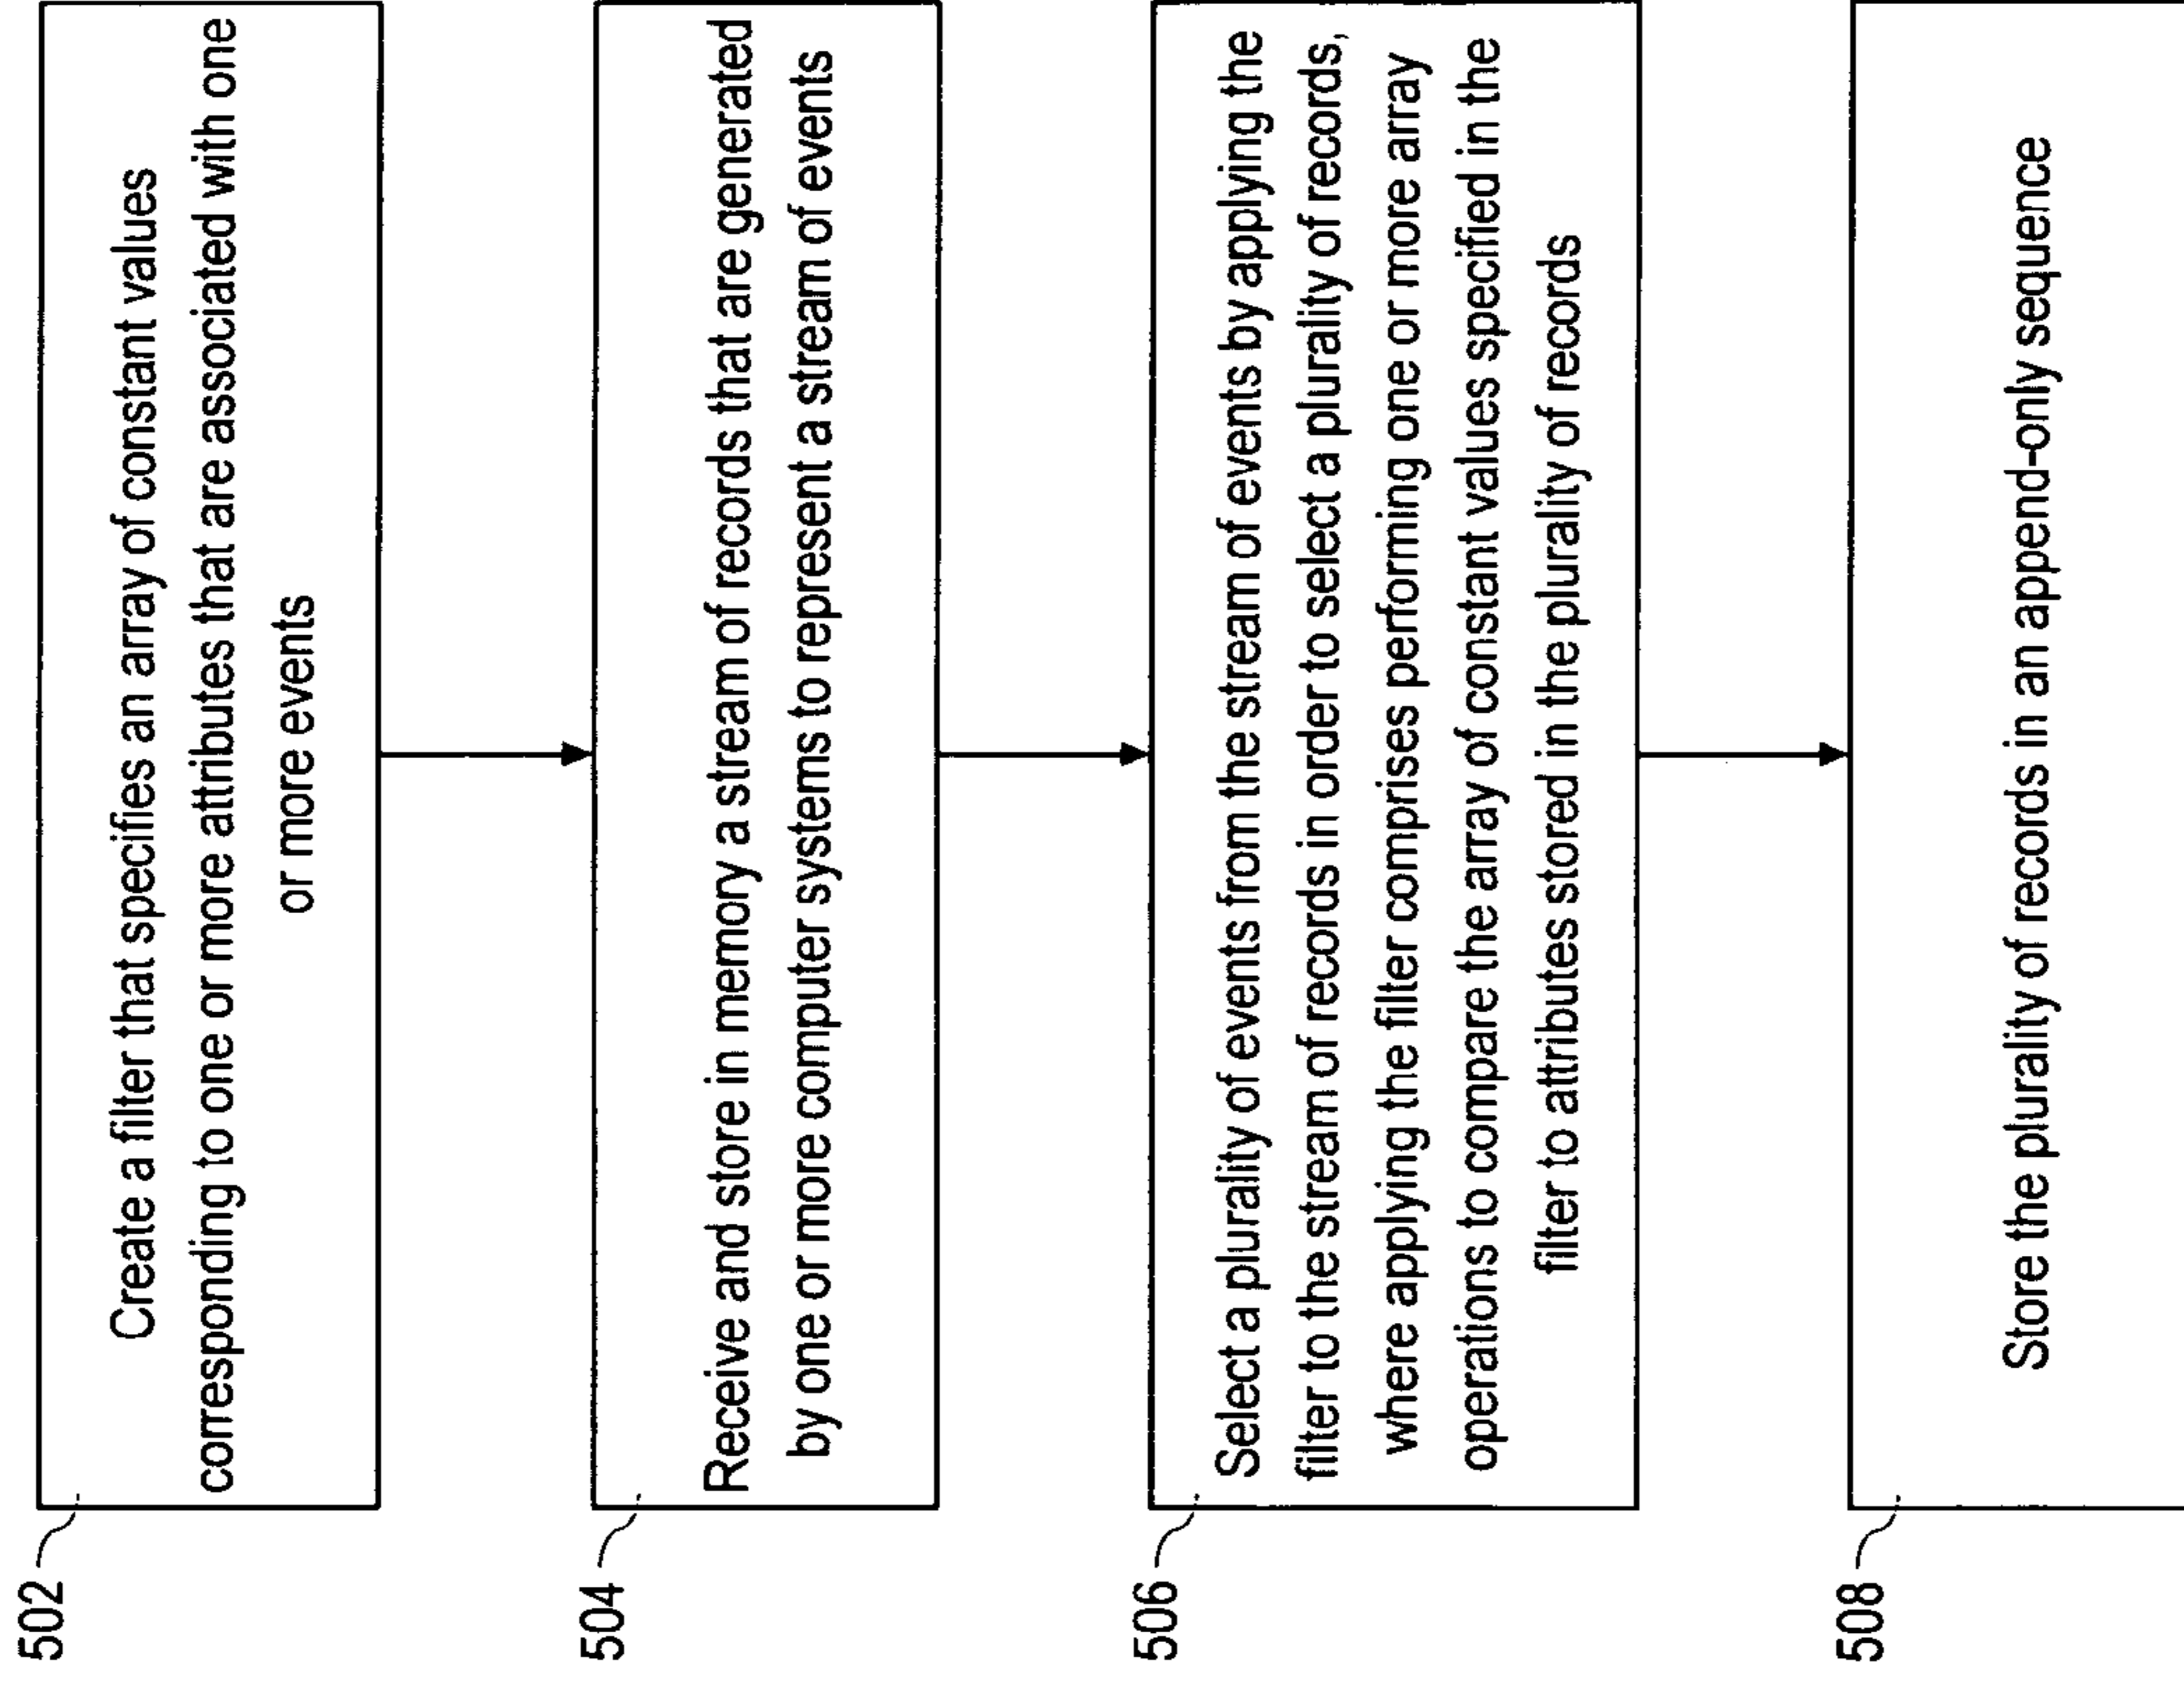 502
Create a filter that specifies an array of constant values
corresponding to one or more attributes that are associated with one
or more events
504
Receive and store in memory a stream of records that are generated
by one or more computer systems to represent a stream of events
506
Select a plurality of events from the stream of events by applying the
filter to the stream of records in order to select a plurality of records,
where applying the filter comprises performing one or more array
operations to compare the array of constant values specified in the
filter to attributes stored in the plurality of records
508
Store the plurality of records in an append-only sequence